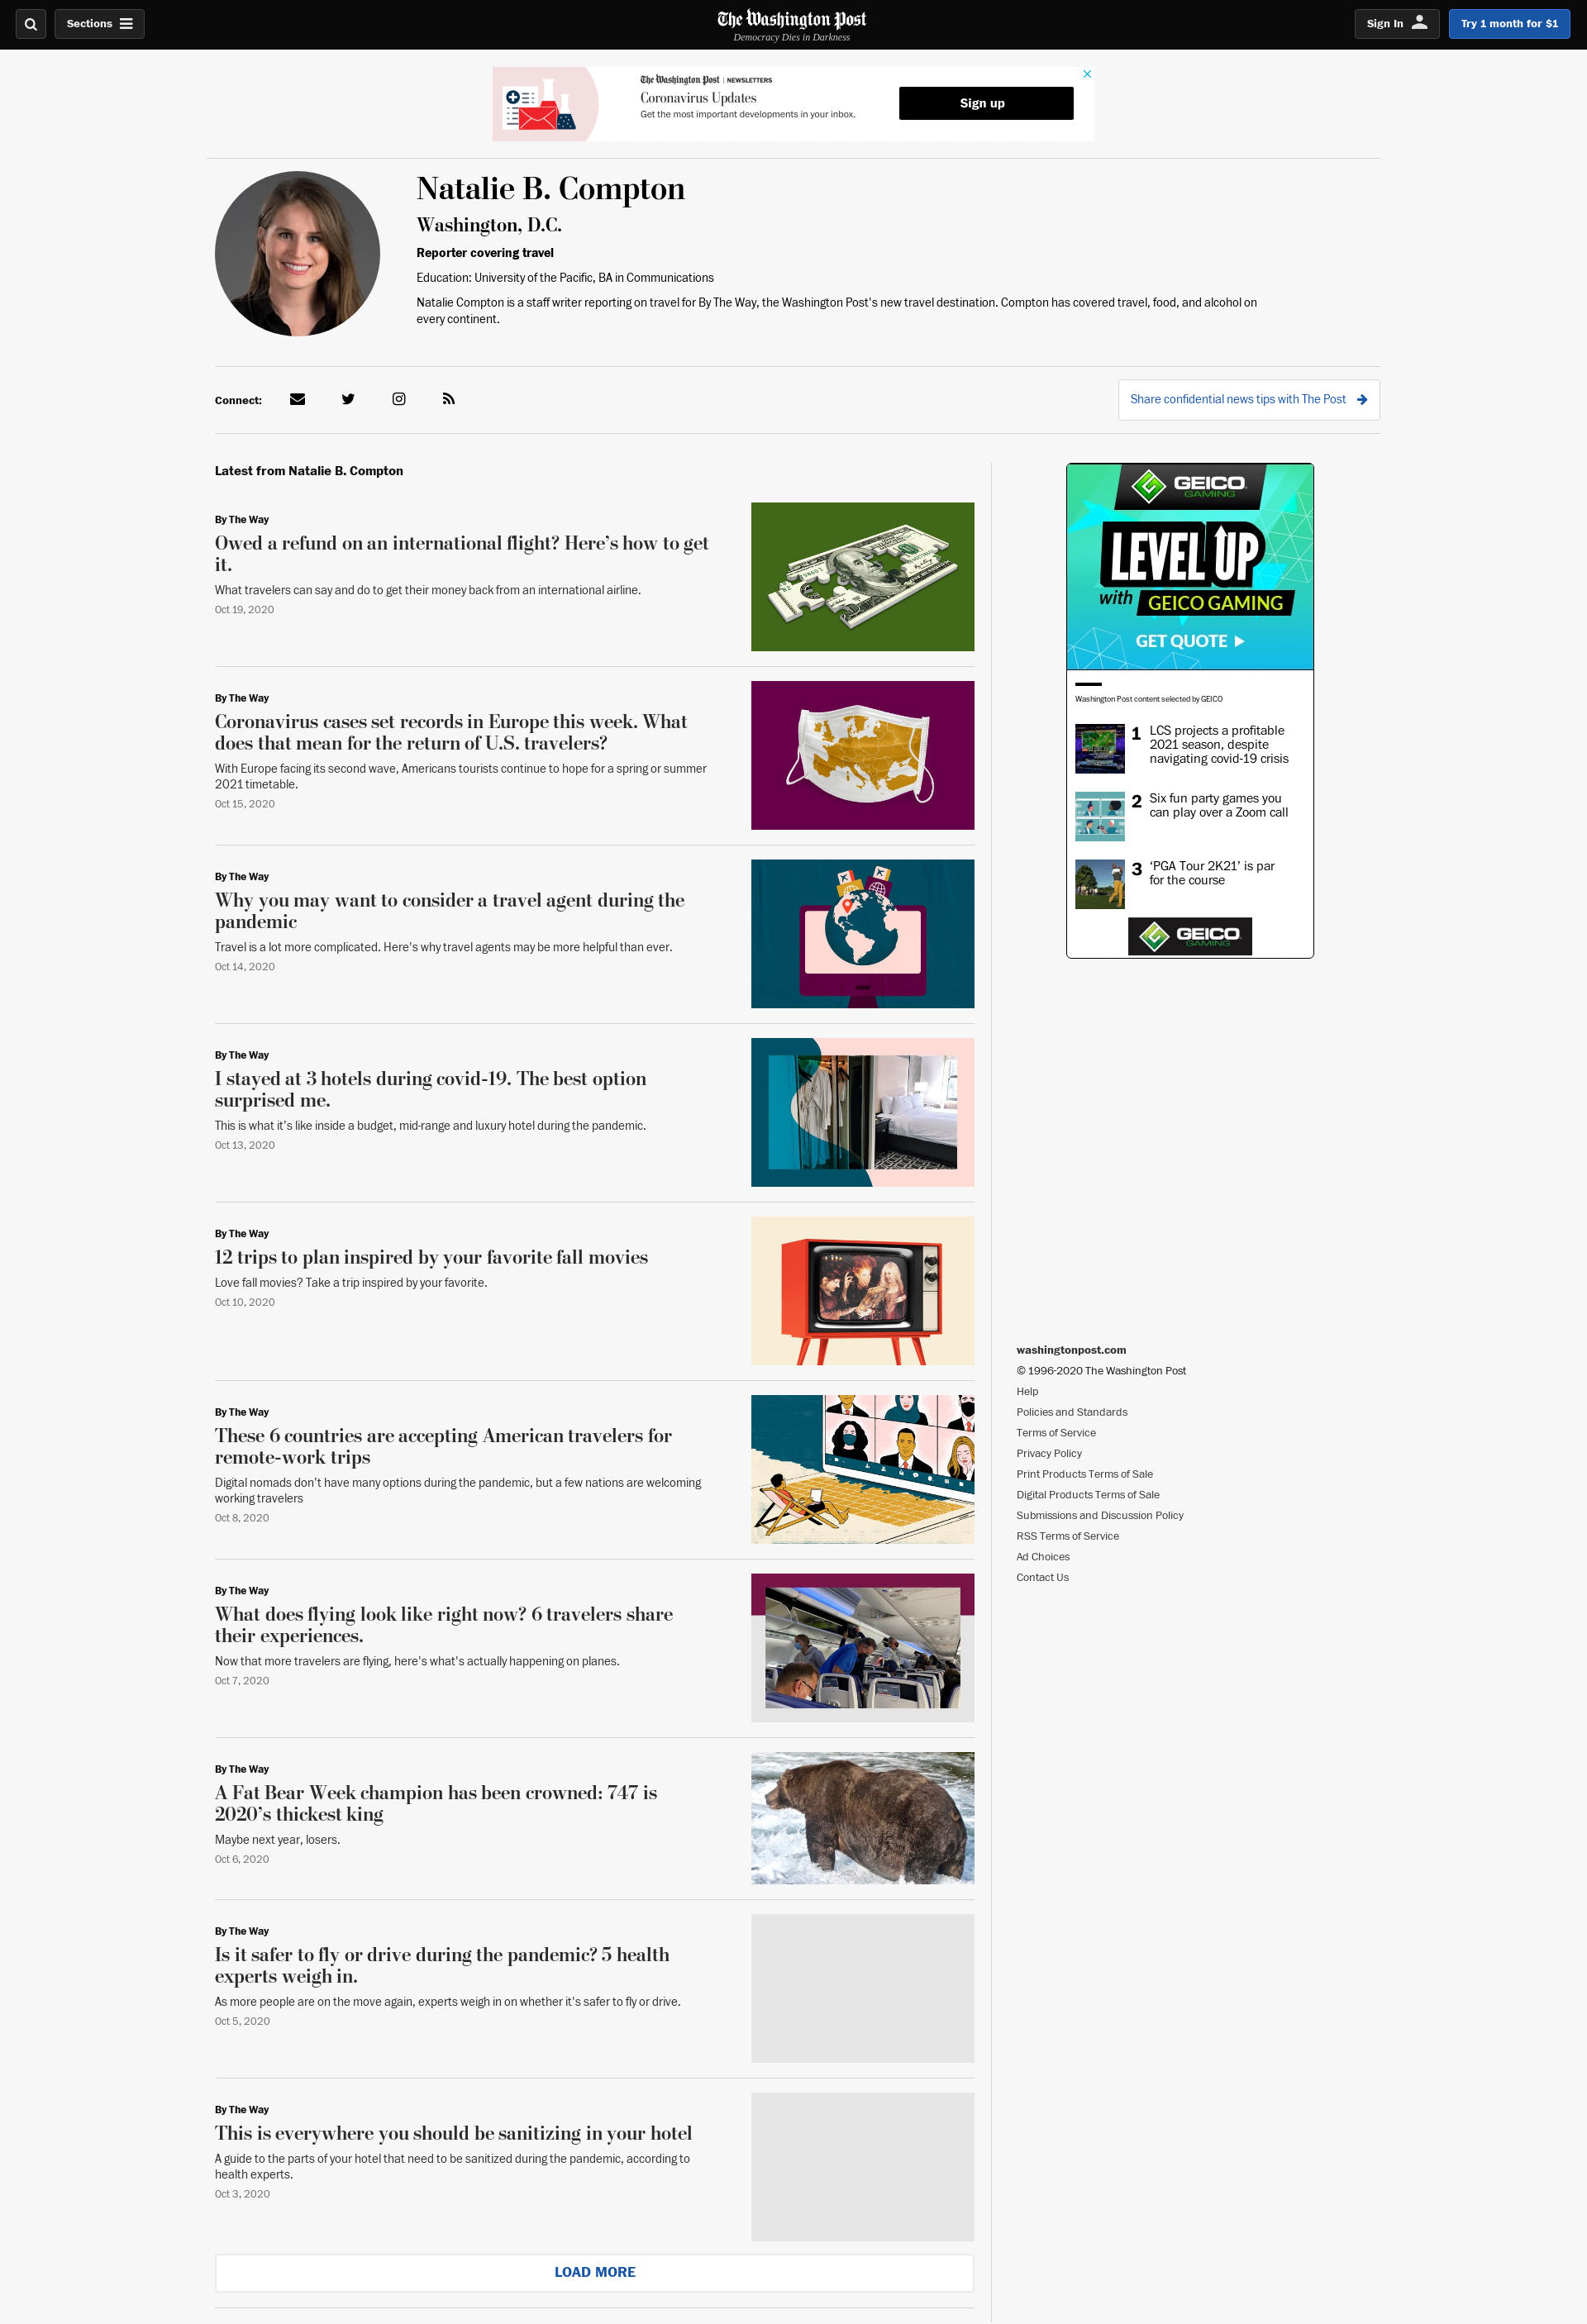 Sections
The Washington Post
Democracy Dies in Darkness
Sign In
Try 1 month for $1
The Washington Post | NEWSLETTERS
Coronavirus Updates
Get the most important developments in your inbox.
Sign up
Natalie B. Compton
Washington, D.C.
Reporter covering travel
Education: University of the Pacific, BA in Communications
Natalie Compton is a staff writer reporting on travel for By The Way, the Washington Post's new travel destination. Compton has covered travel, food, and alcohol on
every continent.
Connect:
Share confidential news tips with The Post
Latest from Natalie B. Compton
By The Way
Owed a refund on an international flight? Here’s how to get
it.
What travelers can say and do to get their money back from an international airline.
Oct 19, 2020
By The Way
Coronavirus cases set records in Europe this week. What
does that mean for the return of U.S. travelers?
With Europe facing its second wave, Americans tourists continue to hope for a spring or summer
2021 timetable.
Oct 15, 2020
By The Way
Why you may want to consider a travel agent during the
pandemic
Travel is a lot more complicated. Here's why travel agents may be more helpful than ever.
Oct 14, 2020
By The Way
I stayed at 3 hotels during covid-19. The best option
surprised me.
This is what it's like inside a budget, mid-range and luxury hotel during the pandemic.
Oct 13, 2020
By The Way
12 trips to plan inspired by your favorite fall movies
Love fall movies? Take a trip inspired by your favorite.
Oct 10, 2020
By The Way
These 6 countries are accepting American travelers for
remote-work trips
Digital nomads don’t have many options during the pandemic, but a few nations are welcoming
working travelers
Oct 8, 2020
By The Way
What does flying look like right now? 6 travelers share
their experiences.
Now that more travelers are flying, here's what's actually happening on planes.
Oct 7, 2020
By The Way
A Fat Bear Week champion has been crowned: 747 is
2020’s thickest king
Maybe next year, losers.
Oct 6, 2020
By The Way
Is it safer to fly or drive during the pandemic? 5 health
experts weigh in.
As more people are on the move again, experts weigh in on whether it's safer to fly or drive.
Oct 5, 2020
By The Way
This is everywhere you should be sanitizing in your hotel
A guide to the parts of your hotel that need to be sanitized during the pandemic, according to
health experts.
Oct 3, 2020
LOAD MORE
GEICO
GAMING
LEVEL UP
with GEICO GAMING
GET QUOTE
Washington Post content selected by GEICO
1 LCS projects a profitable
2021 season, despite
navigating covid-19 crisis
2 Six fun party games you
can play over a Zoom call
3 ‘PGA Tour 2K21’ is par
for the course
GEICO
GAMING
washingtonpost.com
© 1996-2020 The Washington Post
Help
Policies and Standards
Terms of Service
Privacy Policy
Print Products Terms of Sale
Digital Products Terms of Sale
Submissions and Discussion Policy
RSS Terms of Service
Ad Choices
Contact Us